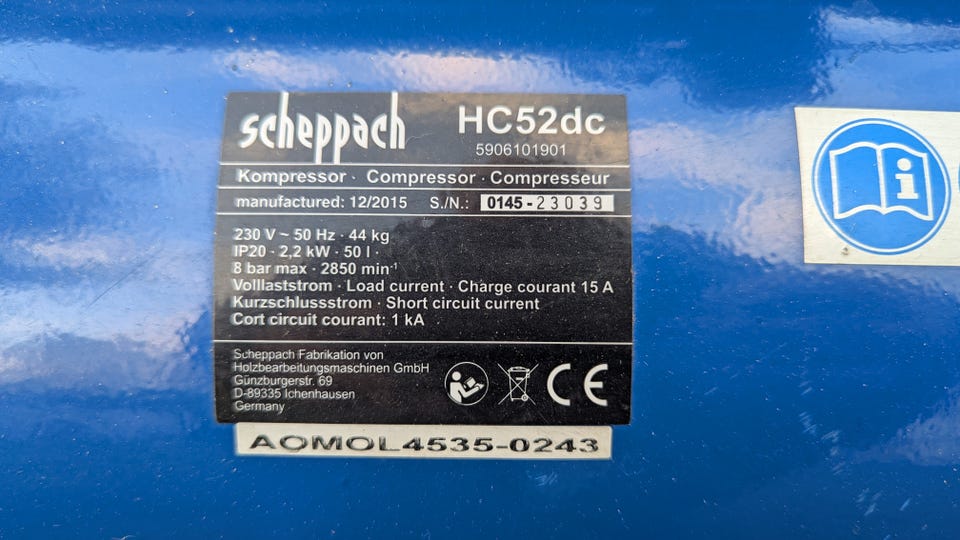 scheppach HC52dc
5906101901
Kompressor · Compressor · Compresseur
manufactured: 12/2015 S./N.: 0145-23039
230 V ~ 50 Hz · 44 kg
IP20 - 2,2 kW · 50 l ·
8 bar max · 2850 min-1
Volllaststrom · Load current · Charge courant 15 A
Kurzschlussstrom · Short circuit current
Cort circuit courant: 1 kA
Scheppach Fabrikation von
Holzbearbeitungsmaschinen GmbH
Günzburgerstr. 69
D-89335 Ichenhausen
Germany
CE
AOMOL4535-0243
i